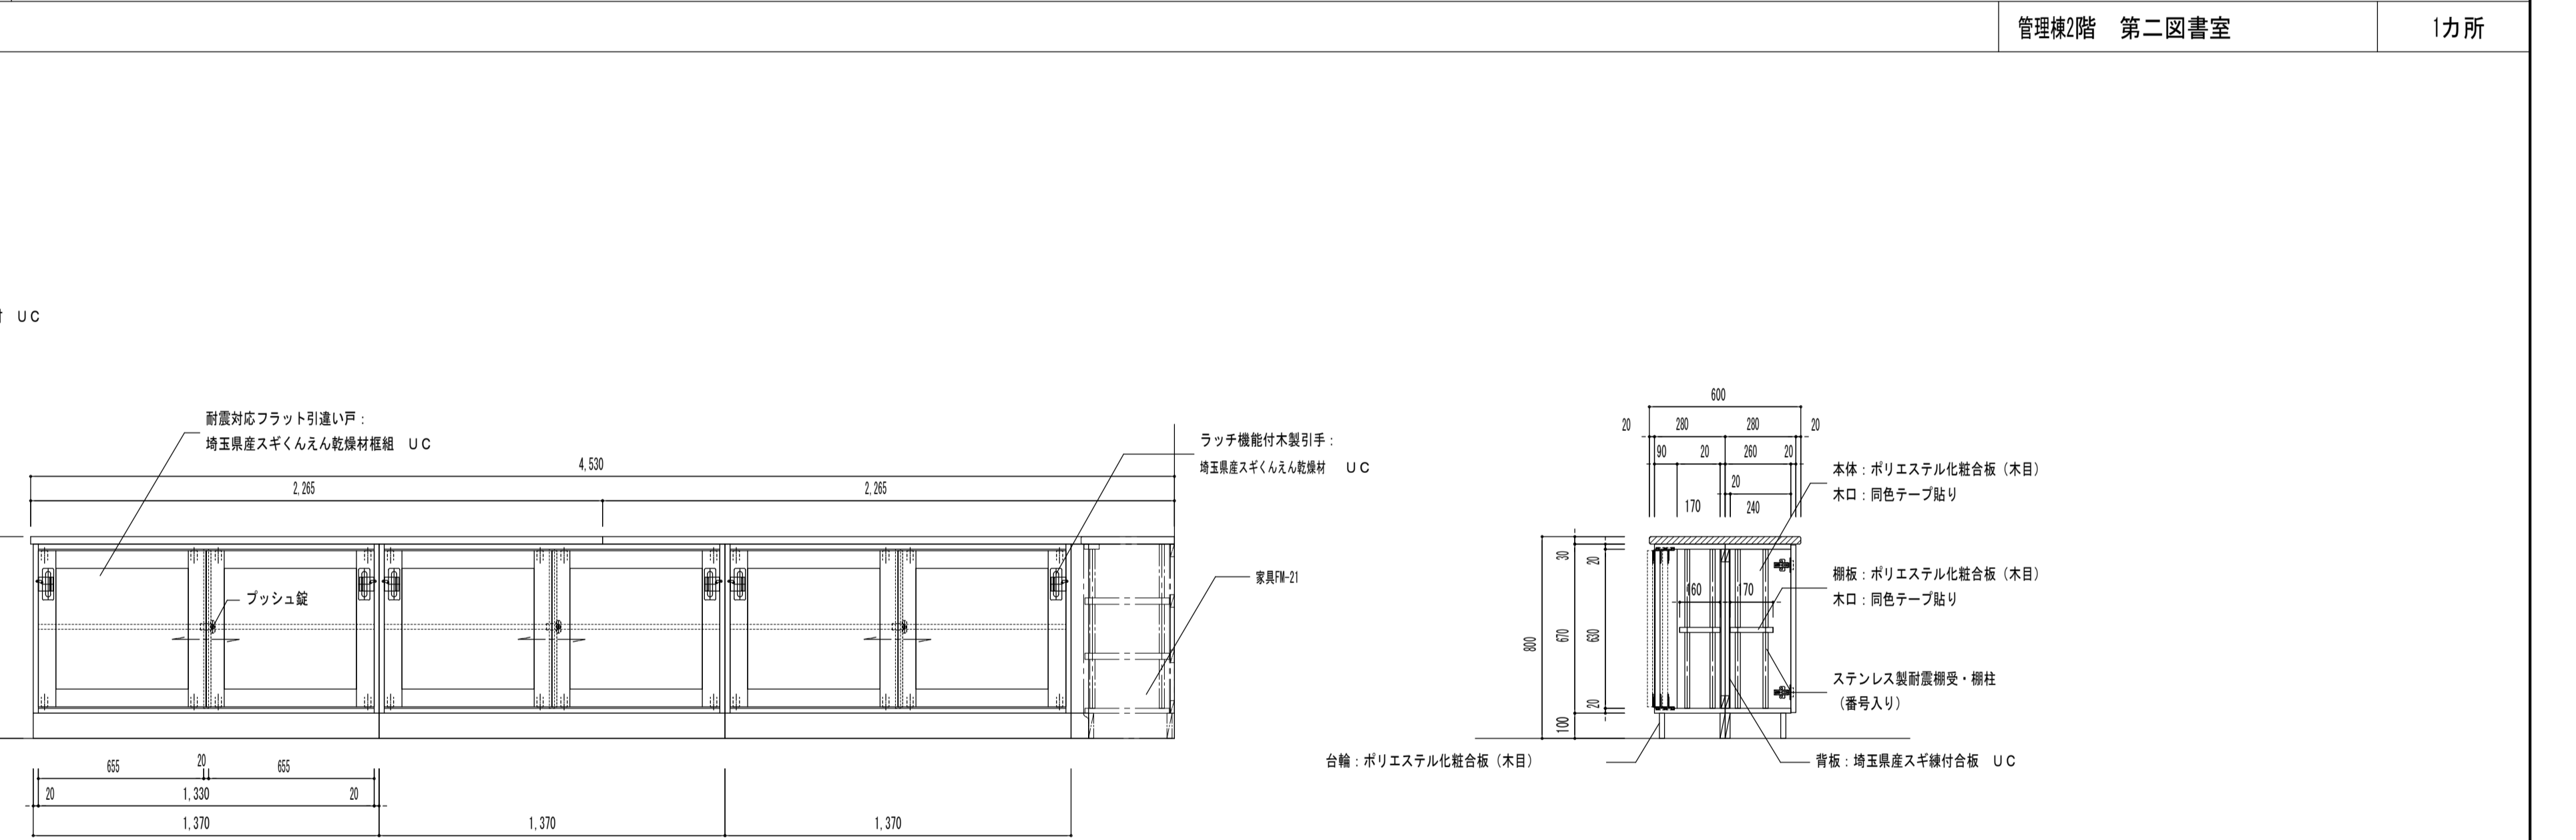 管理棟2階　第二図書室
1カ所
ＵＣ
耐震対応フラット引違い戸：
埼玉県産スギくんえん乾燥材框組　ＵＣ
4,530
2,265
2,265
ラッチ機能付木製引手：
埼玉県産スギくんえん乾燥材　ＵＣ
プッシュ錠
家具FM-21
655
20
655
20
1,330
20
1,370
1,370
1,370
600
20
280
280
20
90
20
260
20
20
170
240
本体：ポリエステル化粧合板（木目）
木口：同色テープ貼り
30
20
160
170
棚板：ポリエステル化粧合板（木目）
木口：同色テープ貼り
800
670
630
20
100
ステンレス製耐震棚受・棚柱
（番号入り）
台輪：ポリエステル化粧合板（木目）
背板：埼玉県産スギ練付合板　ＵＣ